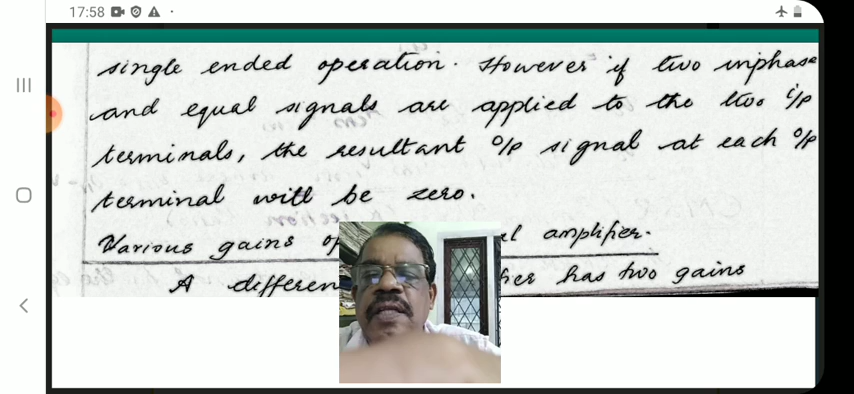 17:58
single ended operation. However if two inphase
and equal signals are applied to the two i/p
terminals, the resultant o/p signal at each o/p
terminal will be zero.
Various gains amplifier.
A has two gains